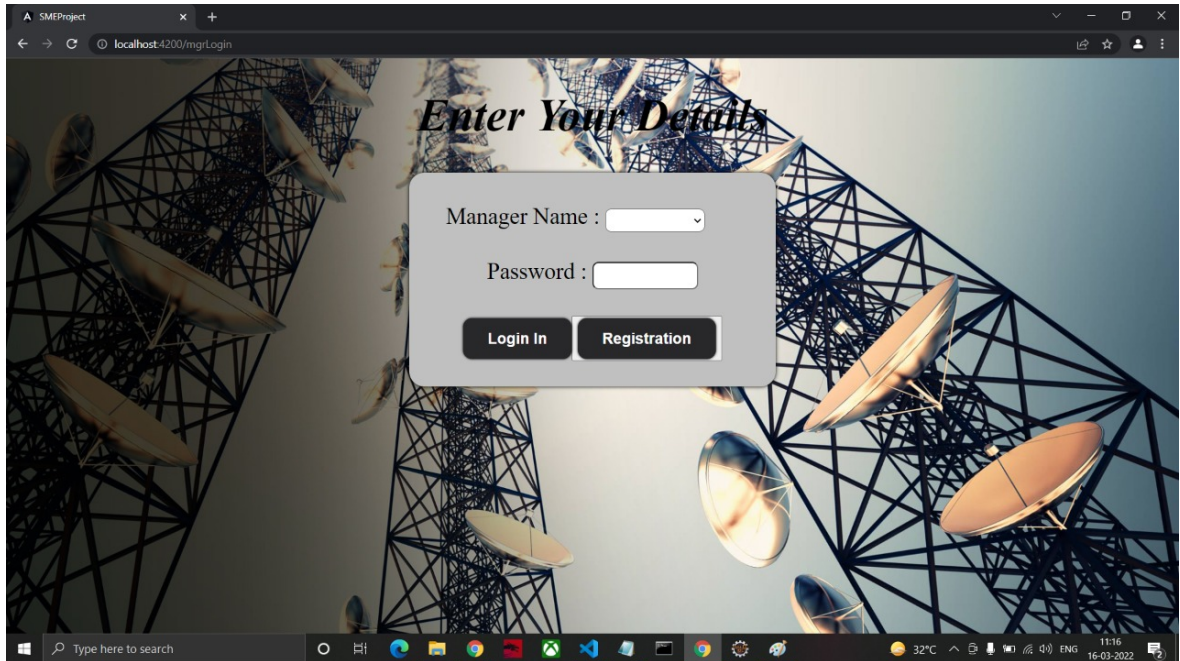 SMEProject
localhost:4200/mgrLogin
Enter Your Details
Manager Name :
Password :
Login In Registration
Type here to search
32°C ENG 11:16
16-03-2022
2